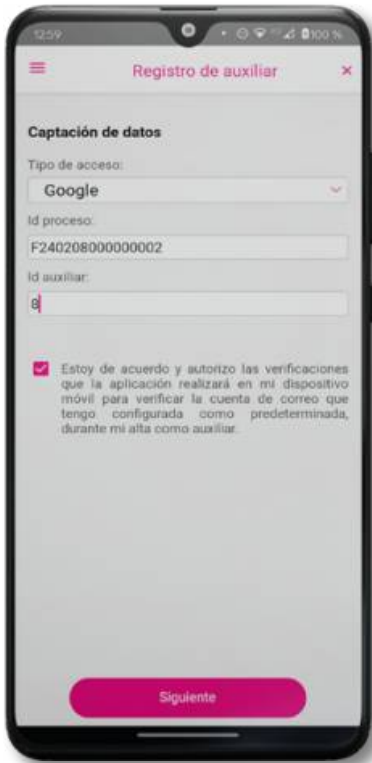 12:59
100 %
Registro de auxiliar
Captación de datos
Tipo de acceso:
Google
Id proceso:
F240208000000002
Id auxiliar:
8
Estoy de acuerdo y autorizo las verificaciones
que la aplicación realizará en mi dispositivo
móvil para verificar la cuenta de correo que
tengo configurada como predeterminada,
durante mi alta como auxiliar.
Siguiente